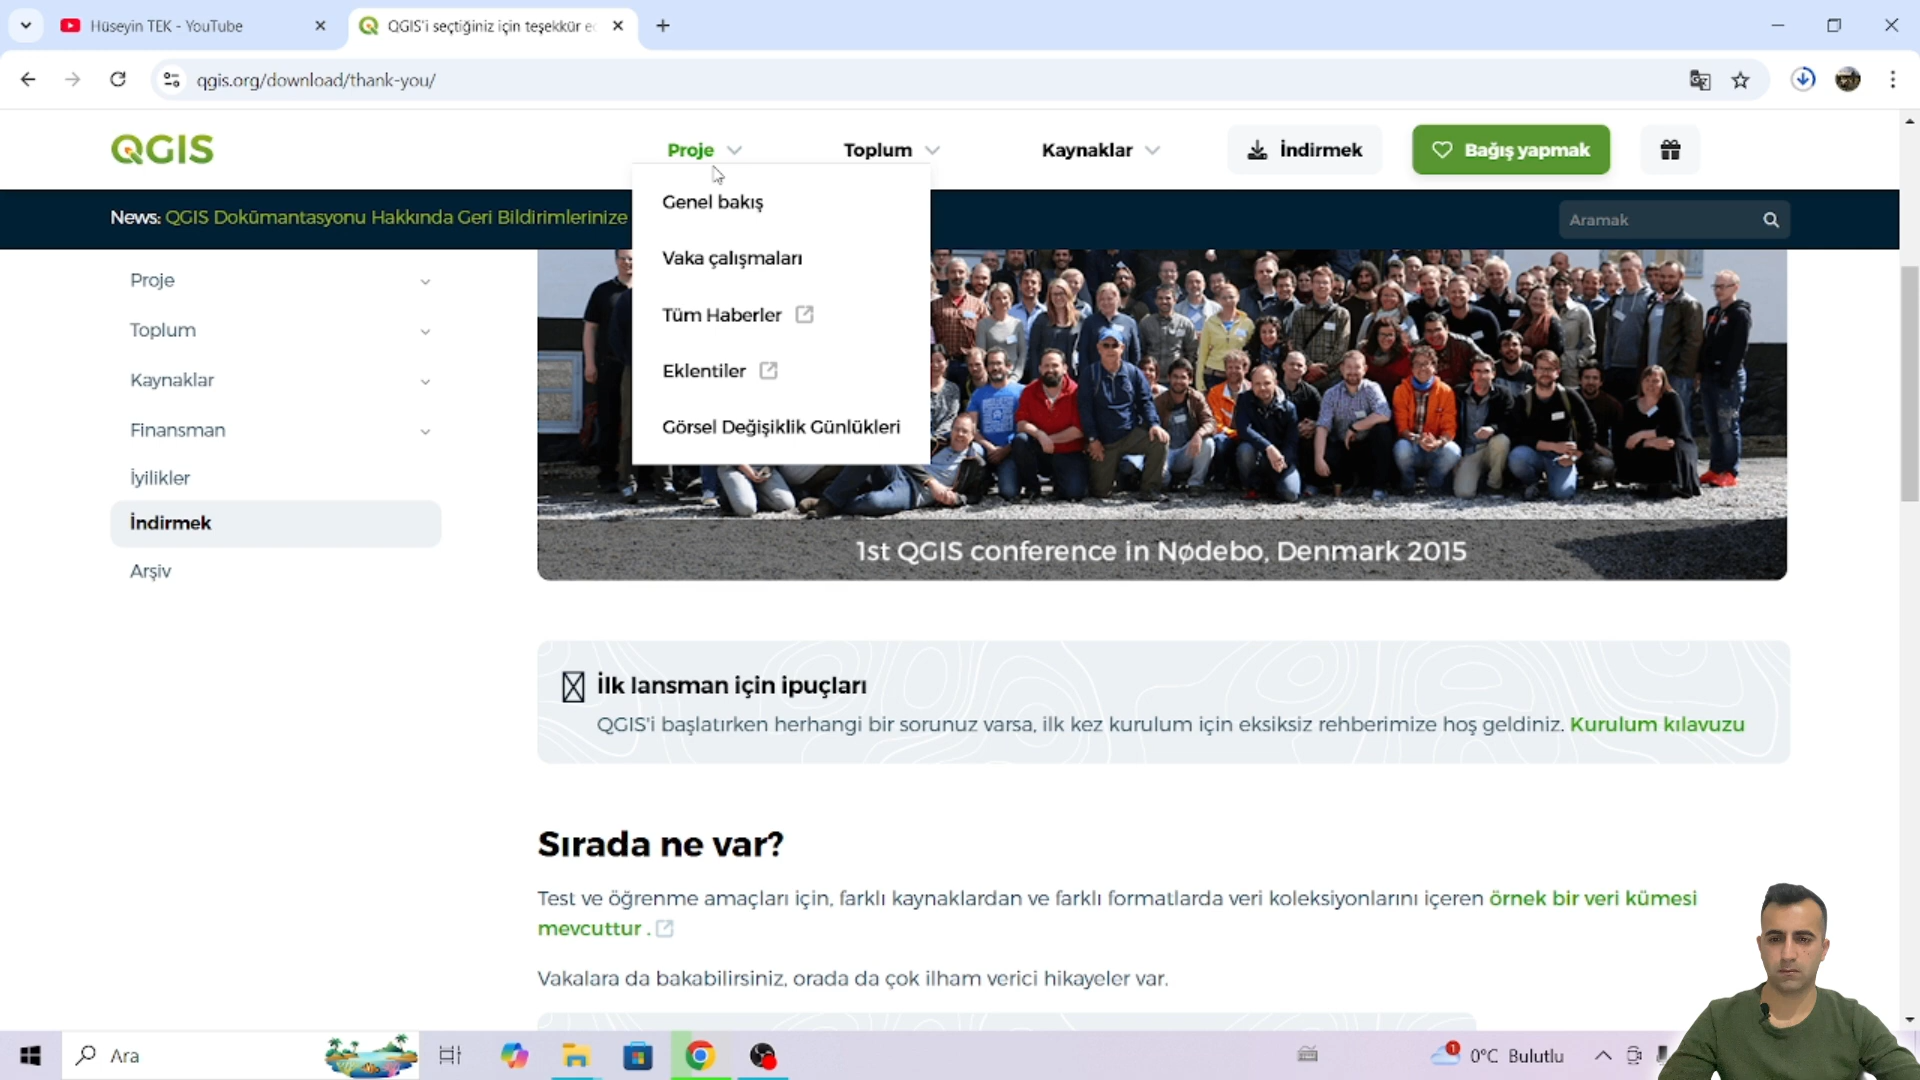 Hüseyin TEK - YouTube
QGIS'i seçtiğiniz için teşekkür ec
qgis.org/download/thank-you/
QGIS
Proje
Toplum
Kaynaklar
İndirmek
Bağış yapmak
News: QGIS Dokümantasyonu Hakkında Geri Bildirimlerinize
Aramak
Genel bakış
Vaka çalışmaları
Tüm Haberler
Eklentiler
Görsel Değişiklik Günlükleri
Proje
Toplum
Kaynaklar
Finansman
İyilikler
İndirmek
Arşiv
1st QGIS conference in Nødebo, Denmark 2015
İlk lansman için ipuçları
QGIS'i başlatırken herhangi bir sorunuz varsa, ilk kez kurulum için eksiksiz rehberimize hoş geldiniz. Kurulum kılavuzu
Sırada ne var?
Test ve öğrenme amaçları için, farklı kaynaklardan ve farklı formatlarda veri koleksiyonlarını içeren örnek bir veri kümesi
mevcuttur .
Vakalara da bakabilirsiniz, orada da çok ilham verici hikayeler var.
Ara
1
0°C Bulutlu